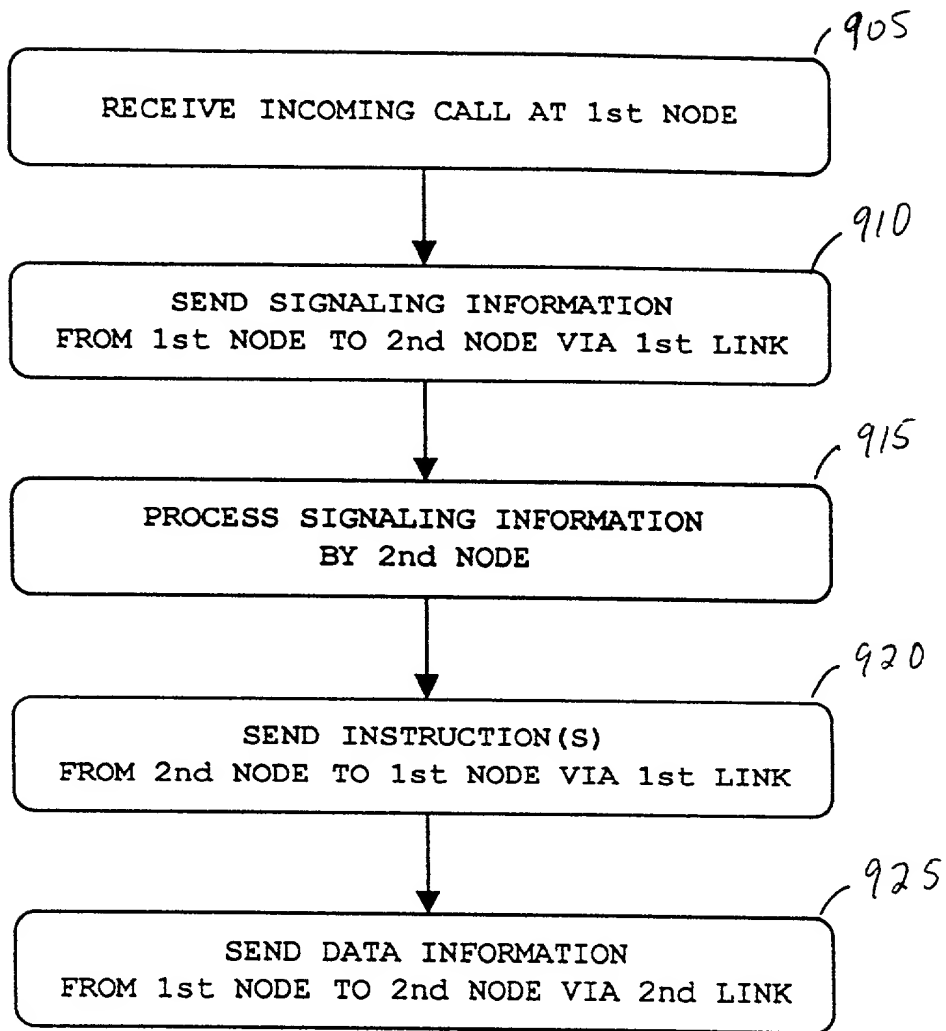 905
RECEIVE INCOMING CALL AT 1st NODE
910
SEND SIGNALING INFORMATION
FROM 1st NODE TO 2nd NODE VIA 1st LINK
915
PROCESS SIGNALING INFORMATION
BY 2nd NODE
920
SEND INSTRUCTION(S)
FROM 2nd NODE TO 1st NODE VIA 1st LINK
925
SEND DATA INFORMATION
FROM 1st NODE TO 2nd NODE VIA 2nd LINK